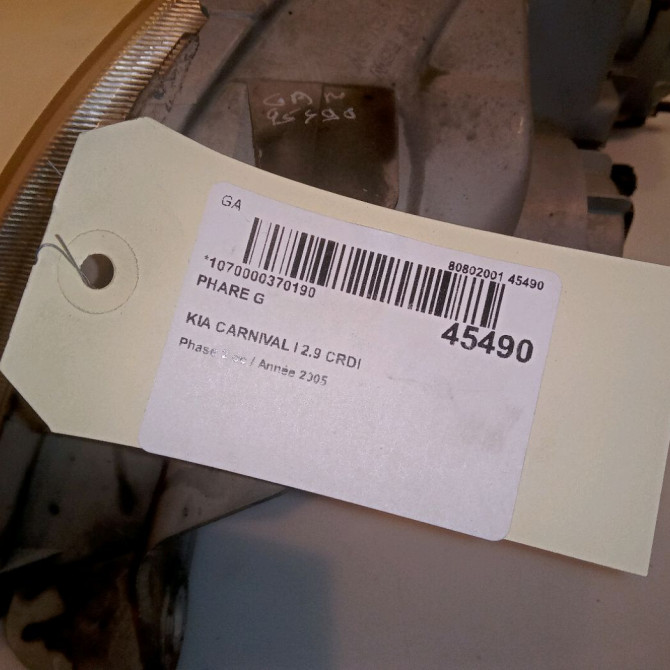 GA
80802001 45490
*1070000370190
45490
PHARE G
KIA CARNIVAL I 2.9 CRDI
Phase / Année 2005